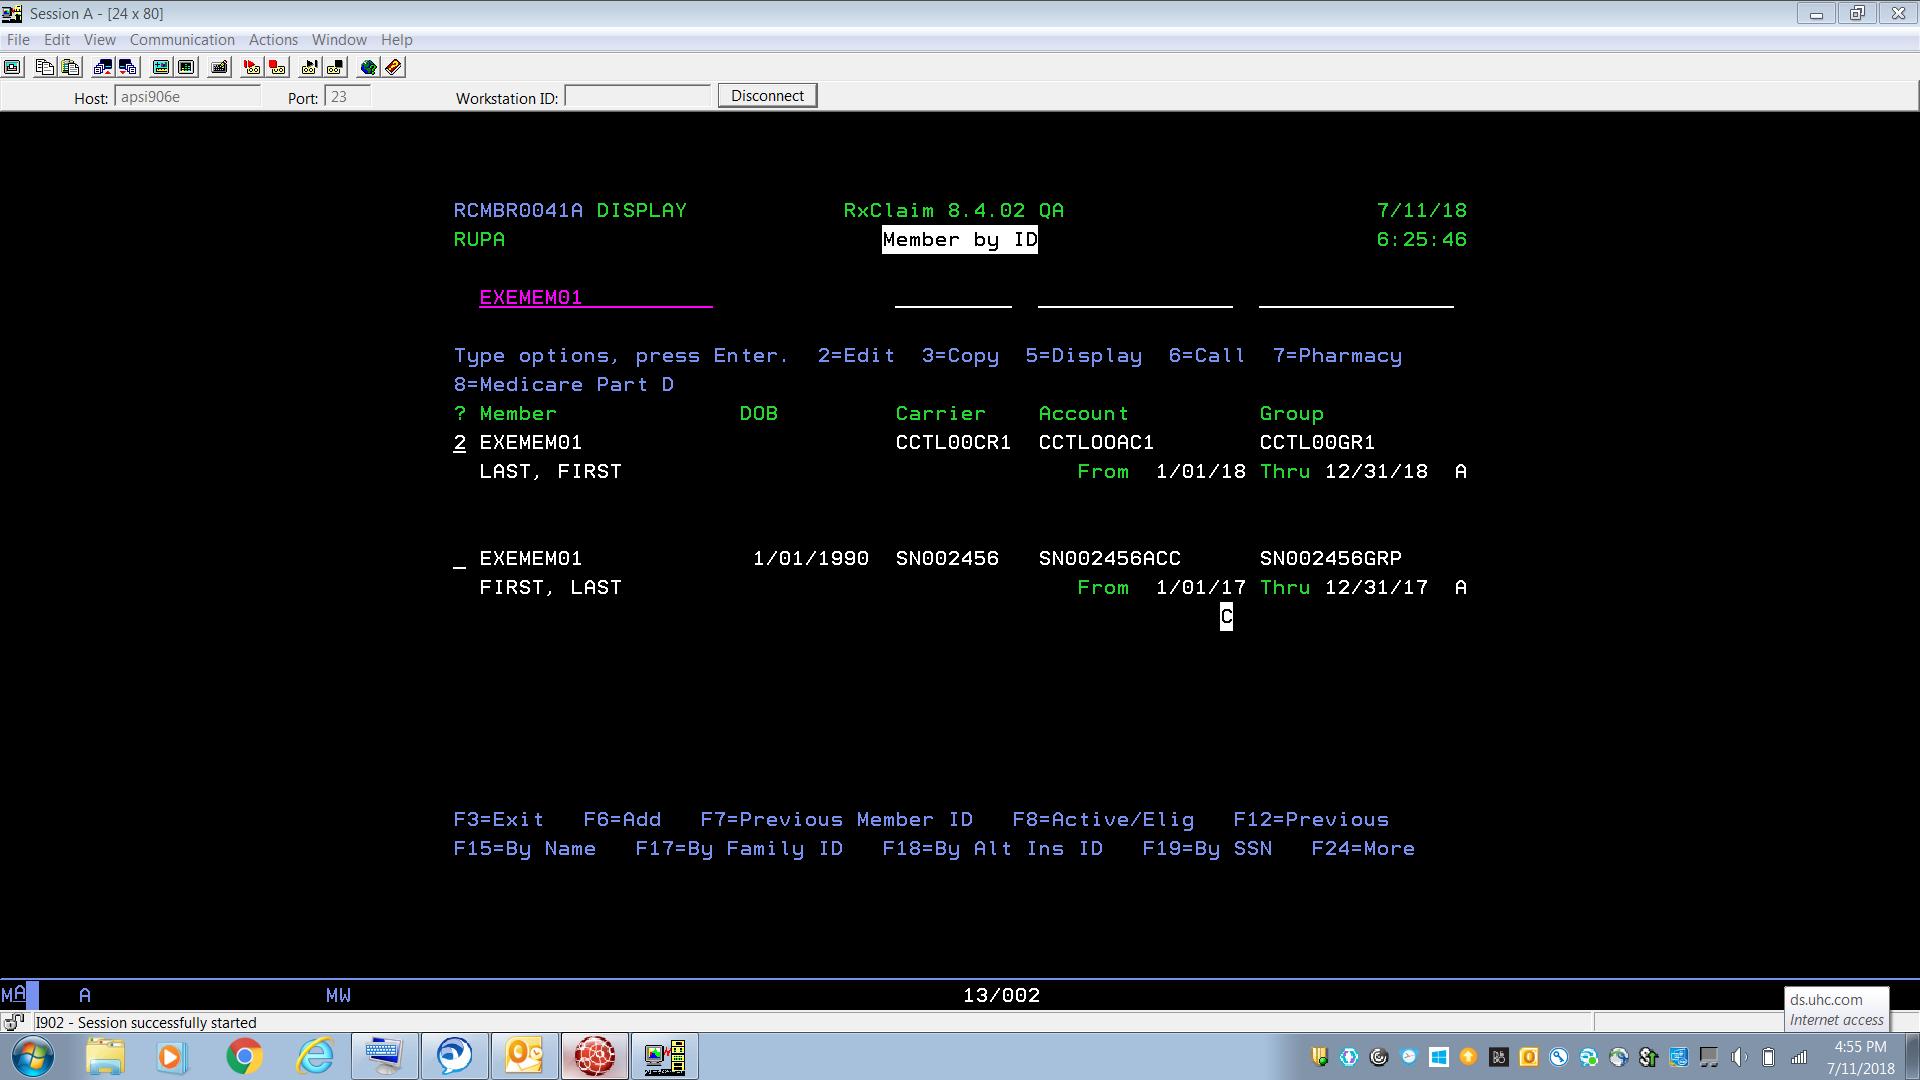 Session A - [24 x 80]
File Edit View Communication Actions Window Help
Host: apsi906e Port: 23 Workstation ID: Disconnect
RCMBR0041A DISPLAY RxClaim 8.4.02 QA 7/11/18
RUPA Member by ID 6:25:46
EXEMEM01
Type options, press Enter. 2=Edit 3=Copy 5=Display 6=Call 7=Pharmacy
8=Medicare Part D
? Member DOB Carrier Account Group
2 EXEMEM01 CCTL00CR1 CCTL00AC1 CCTL00GR1
LAST, FIRST From 1/01/18 Thru 12/31/18 A
_ EXEMEM01 1/01/1990 SN002456 SN002456ACC SN002456GRP
FIRST, LAST From 1/01/17 Thru 12/31/17 A
C
F3=Exit F6=Add F7=Previous Member ID F8=Active/Elig F12=Previous
F15=By Name F17=By Family ID F18=By Alt Ins ID F19=By SSN F24=More
MA A MW 13/002
I902 - Session successfully started
ds.uhc.com
Internet access
4:55 PM
7/11/2018